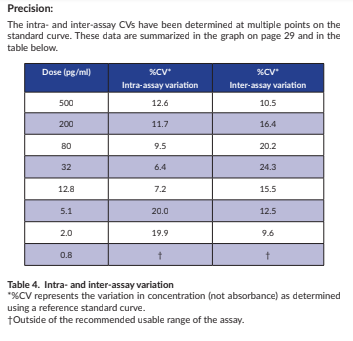 Precision:
The intra- and inter-assay CVs have been determined at multiple points on the
standard curve. These data are summarized in the graph on page 29 and in the
table below.
Dose (pg/ml) %CV* Intra-assay variation %CV* Inter-assay variation
500 12.6 10.5
200 11.7 16.4
80 9.5 20.2
32 6.4 24.3
12.8 7.2 15.5
5.1 20.0 12.5
2.0 19.9 9.6
0.8 † †
Table 4. Intra- and inter-assay variation
*%CV represents the variation in concentration (not absorbance) as determined
using a reference standard curve.
†Outside of the recommended usable range of the assay.